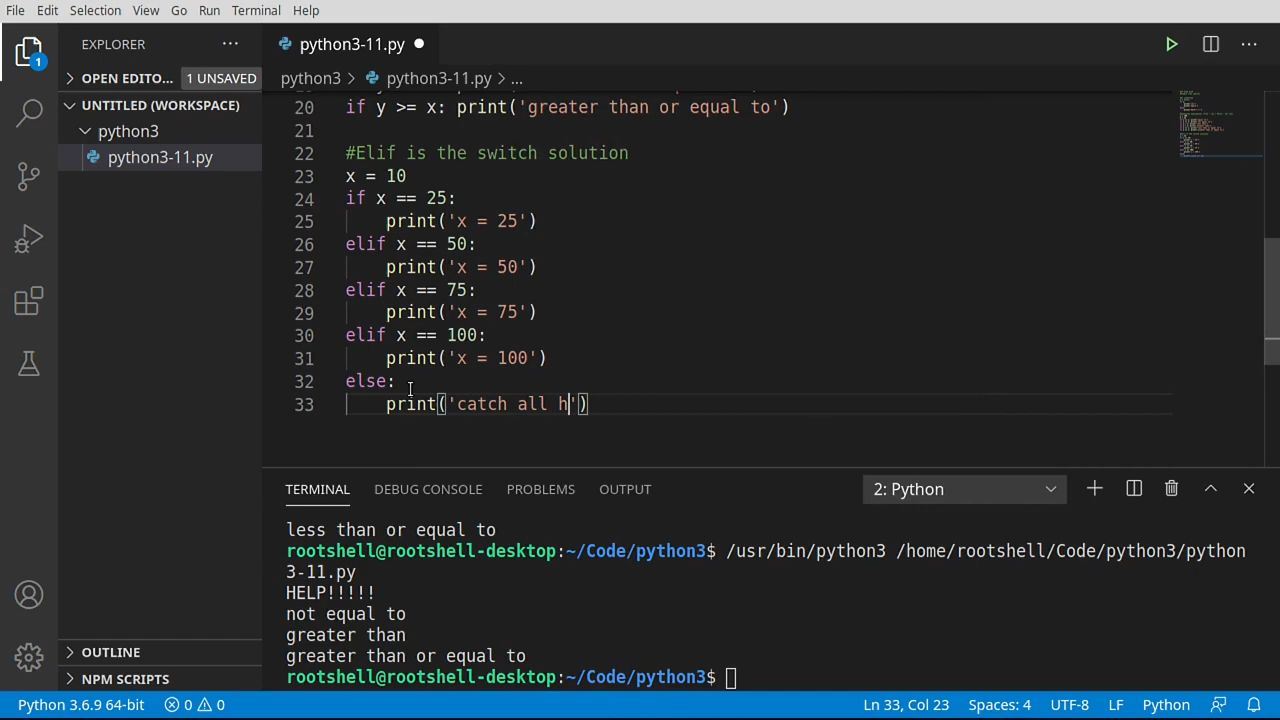 File Edit Selection View Go Run Terminal Help
EXPLORER
python3-11.py
1
OPEN EDITO... 1 UNSAVED
python3 > python3-11.py > ...
UNTITLED (WORKSPACE)
python3
python3-11.py
20 if y >= x: print('greater than or equal to')
21
22 #Elif is the switch solution
23 x = 10
24 if x == 25:
25 print('x = 25')
26 elif x == 50:
27 print('x = 50')
28 elif x == 75:
29 print('x = 75')
30 elif x == 100:
31 print('x = 100')
32 else:
33 print('catch all h')
TERMINAL DEBUG CONSOLE PROBLEMS OUTPUT 2: Python
less than or equal to
rootshell@rootshell-desktop:~/Code/python3$ /usr/bin/python3 /home/rootshell/Code/python3/python
3-11.py
HELP!!!!!
not equal to
greater than
greater than or equal to
rootshell@rootshell-desktop:~/Code/python3$
OUTLINE
NPM SCRIPTS
Python 3.6.9 64-bit 0 0 Ln 33, Col 23 Spaces: 4 UTF-8 LF Python